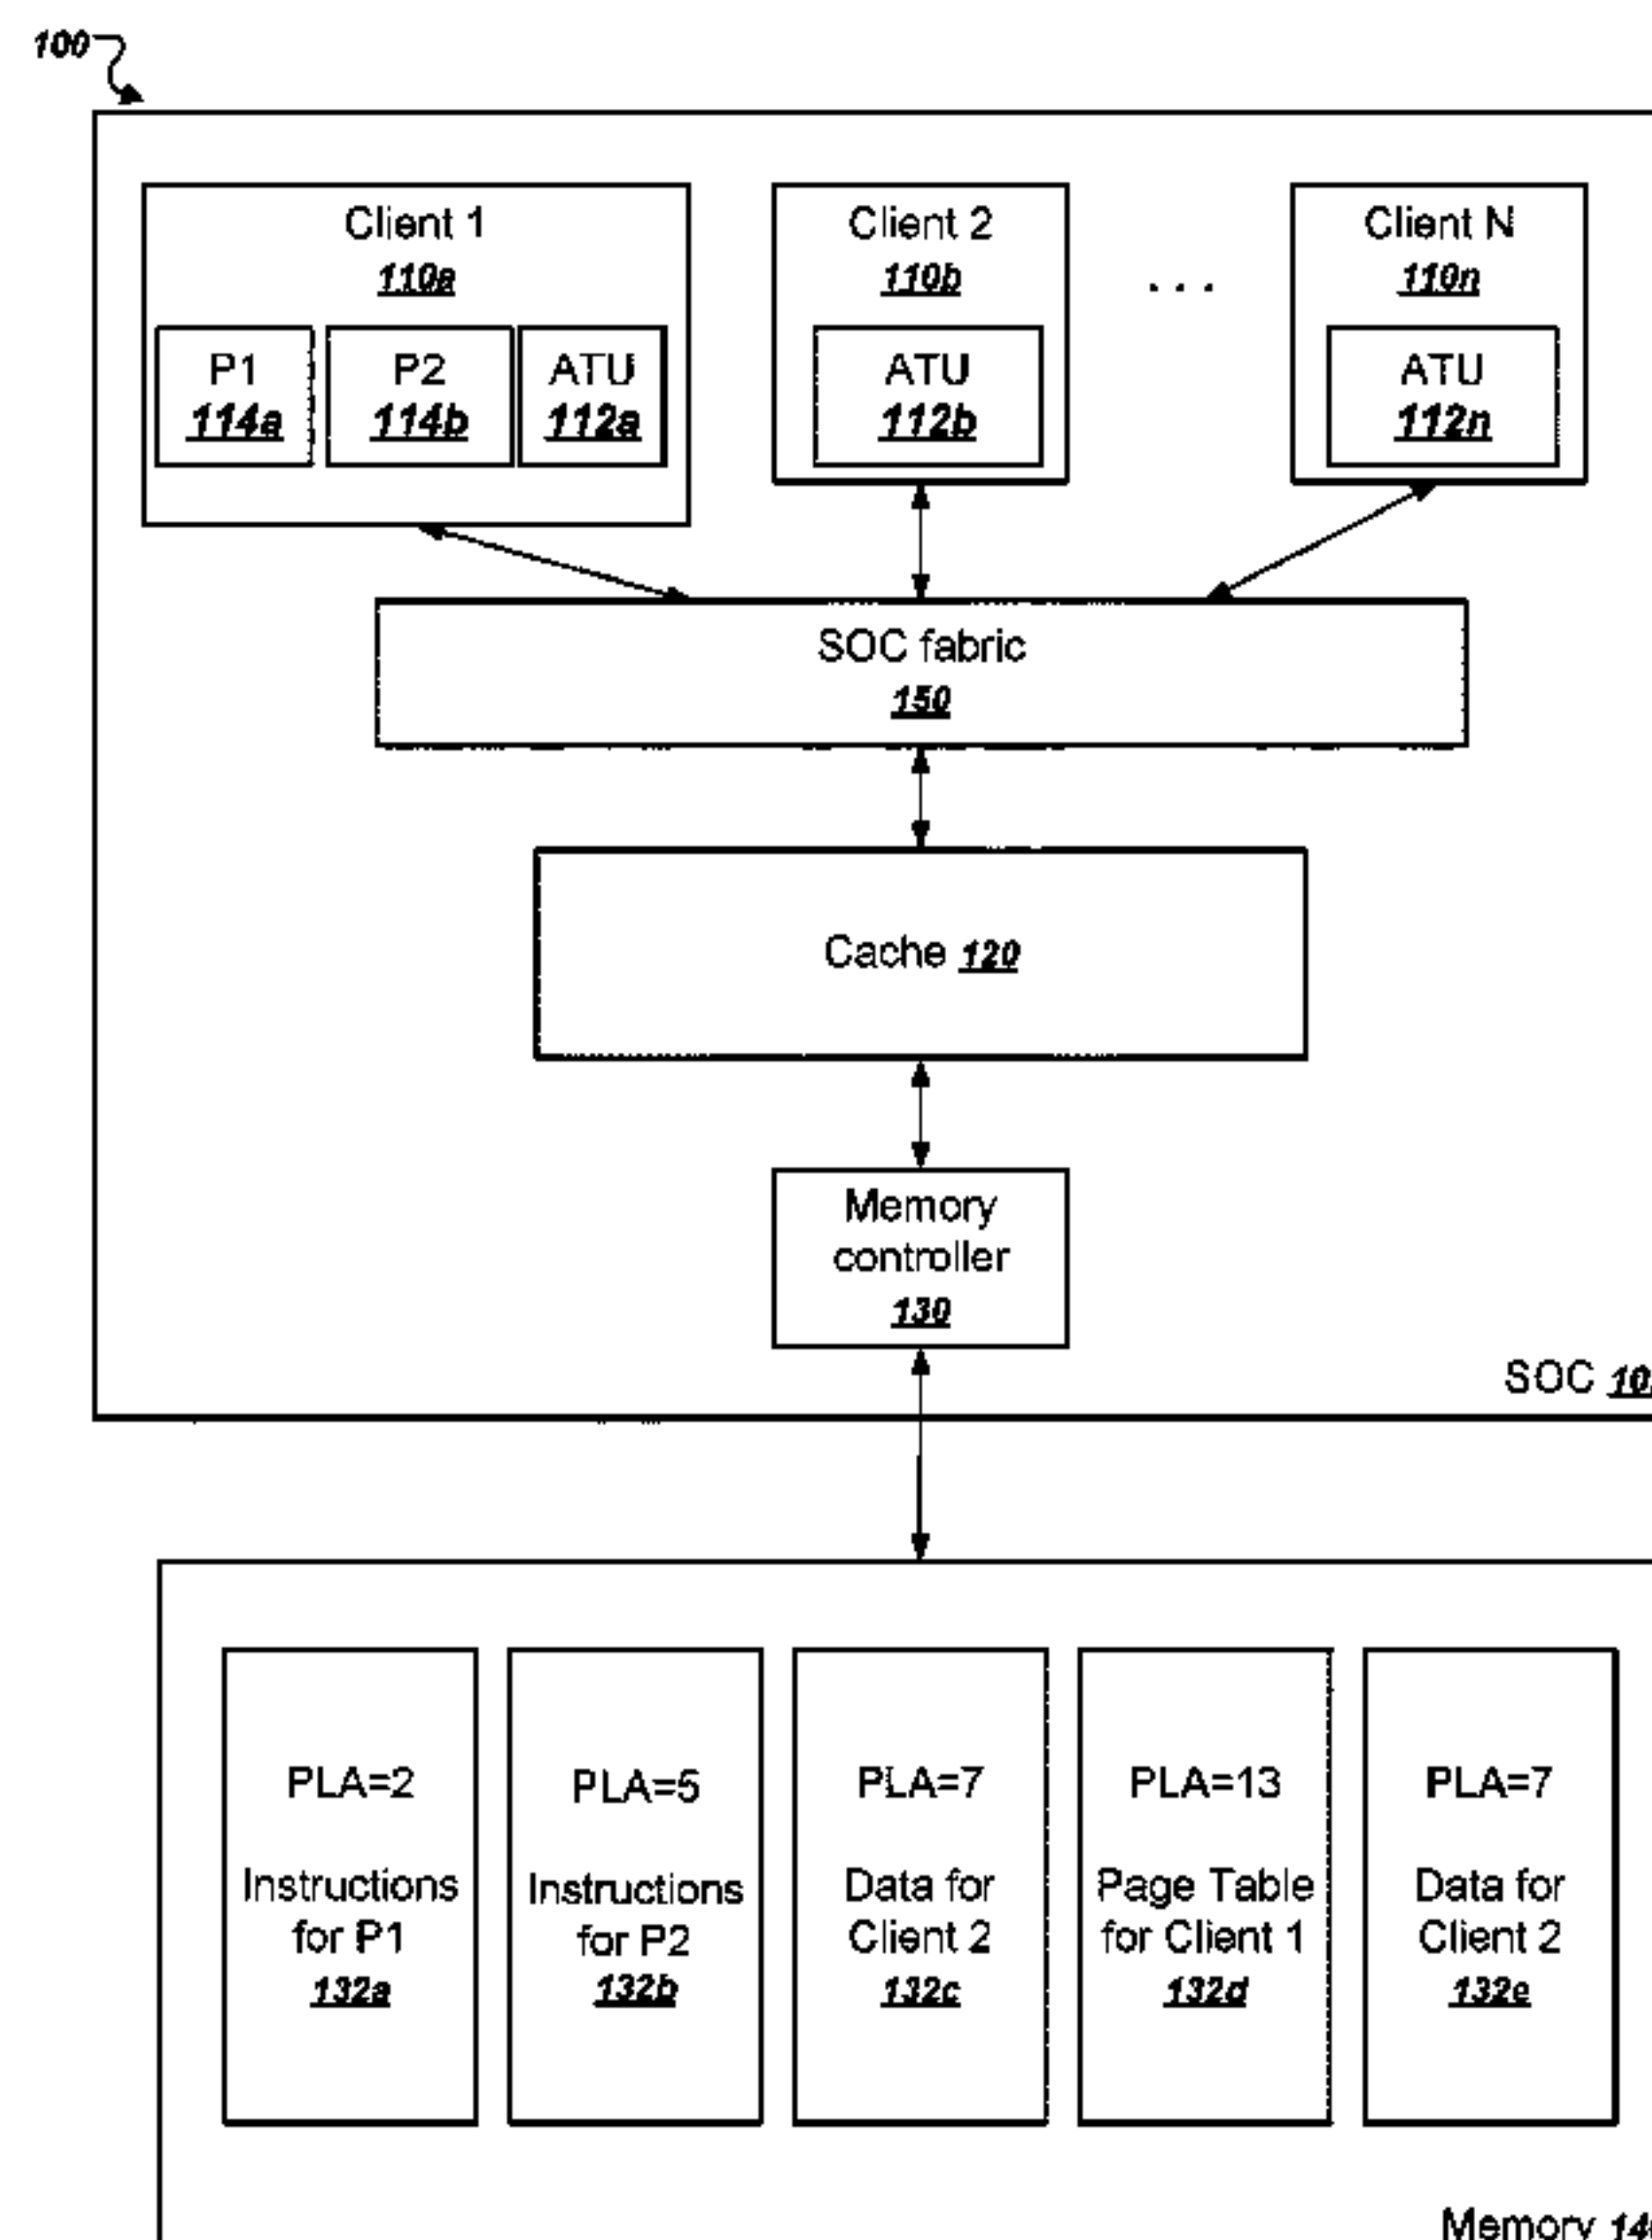 100
Client 1
110a
P1
114a
P2
114b
ATU
112a
Client 2
110b
ATU
112b
. . .
Client N
110n
ATU
112n
SOC fabric
150
Cache 120
Memory
controller
130
SOC
PLA=2
Instructions
for P1
132a
PLA=5
Instructions
for P2
132b
PLA=7
Data for
Client 2
132c
PLA=13
Page Table
for Client 1
132d
PLA=7
Data for
Client 2
132e
Memory